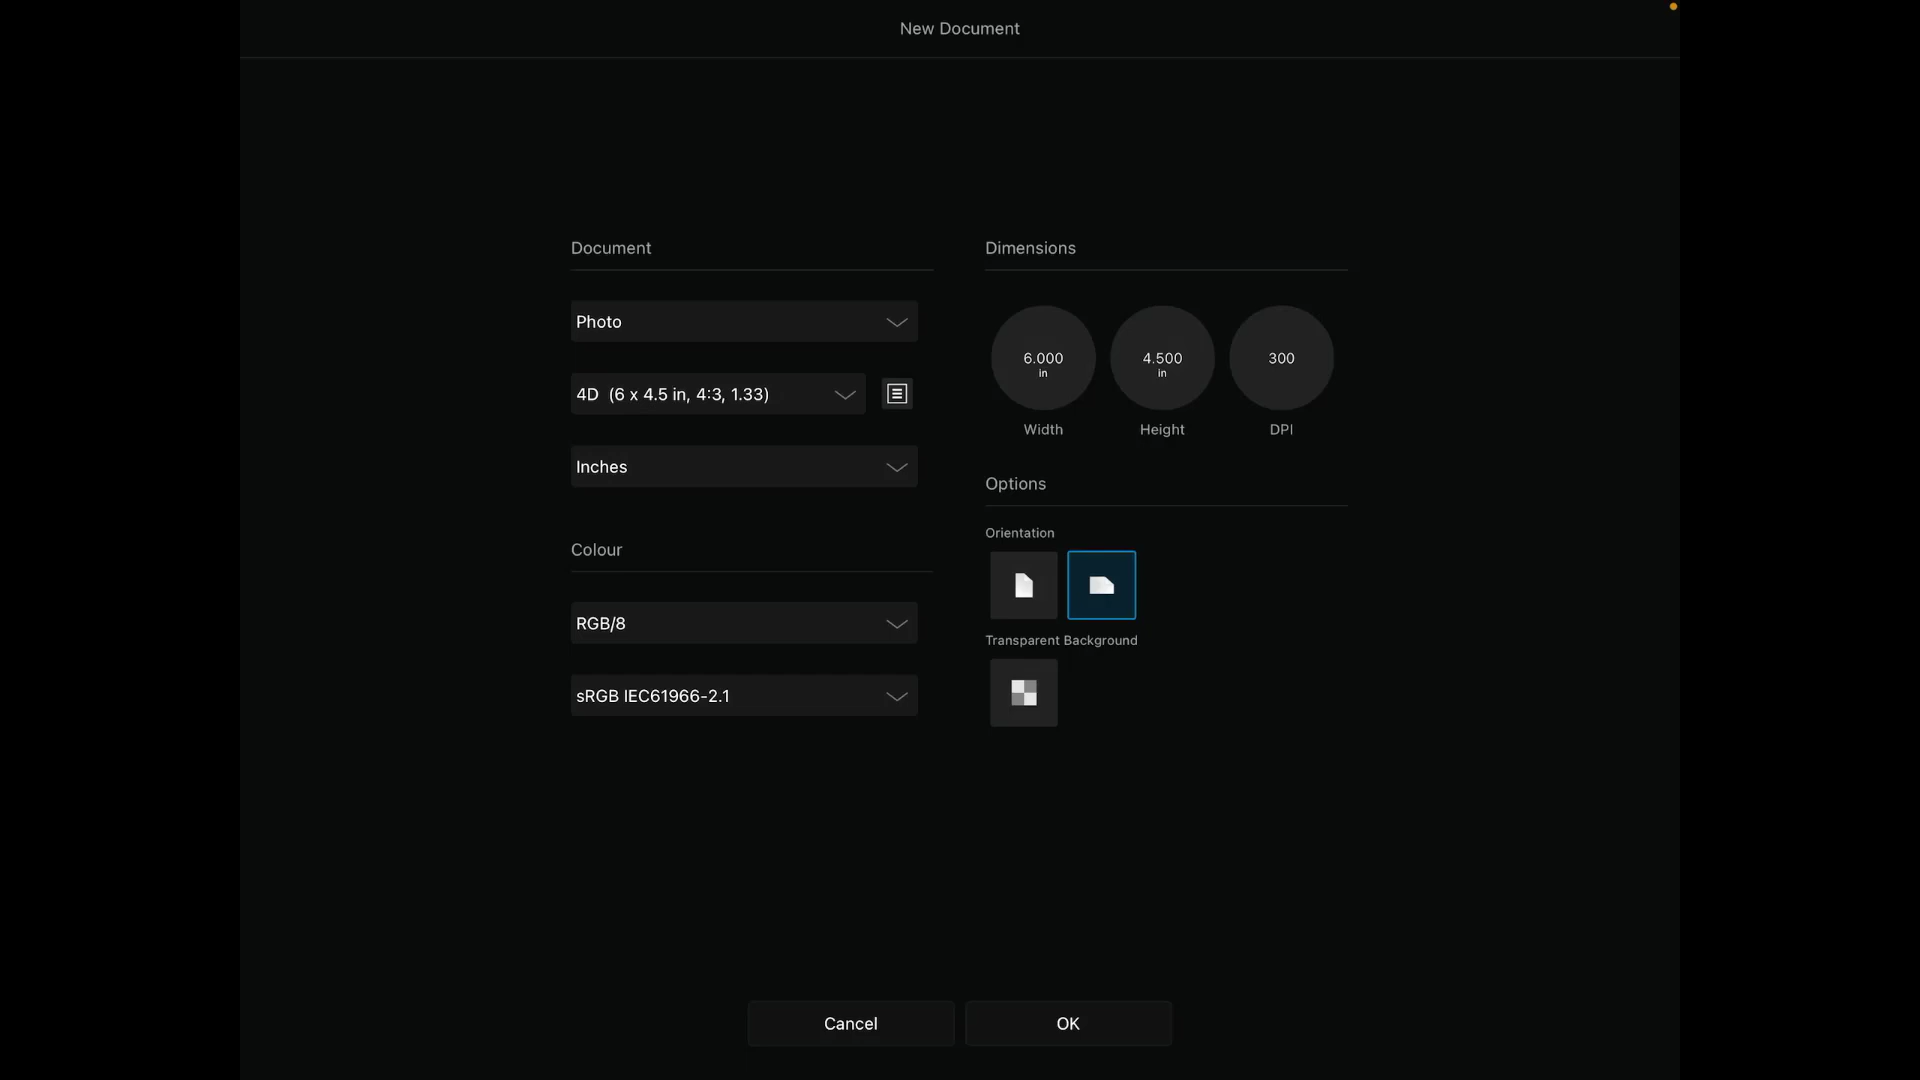 New Document
Document
Photo
4D (6 x 4.5 in, 4:3, 1.33)
Inches
Colour
RGB/8
sRGB IEC61966-2.1
Dimensions
6.000 4.500 300
in in
Width Height DPI
Options
Orientation
Transparent Background
Cancel OK